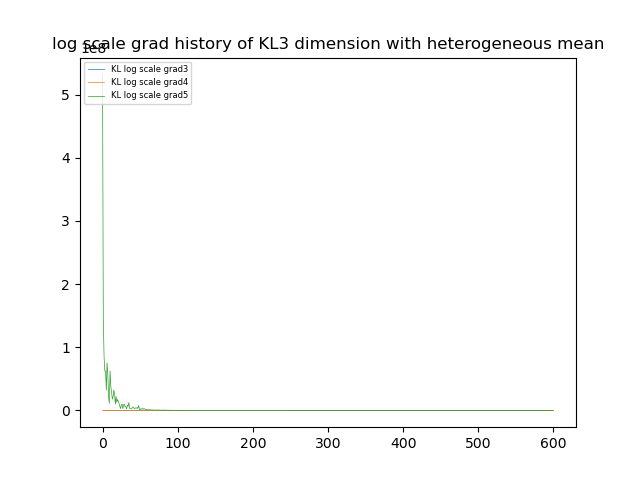 log scale grad history of KL3 dimension with heterogeneous mean
1e8
KL log scale grad3
KL log scale grad4
KL log scale grad5
5
4
3
2
1
0
0 100 200 300 400 500 600